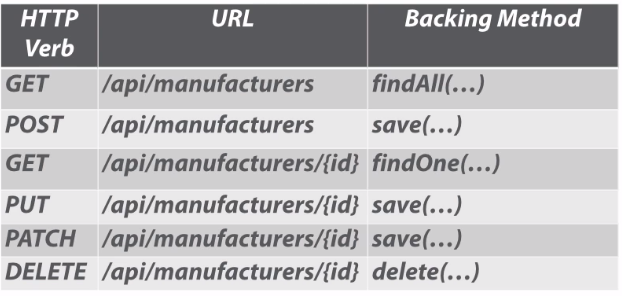 HTTP Verb URL Backing Method
GET /api/manufacturers findAll(...)
POST /api/manufacturers save(...)
GET /api/manufacturers/{id} findOne(...)
PUT /api/manufacturers/{id} save(...)
PATCH /api/manufacturers/{id} save(...)
DELETE /api/manufacturers/{id} delete(...)